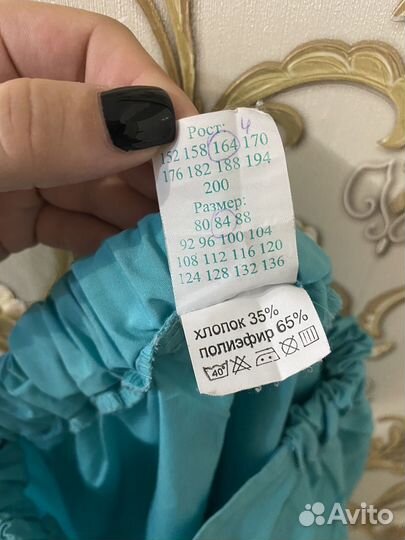 Рост: 4
152 158 164 170
176 182 188 194
200
Размер:
80 84 88
92 96 100 104
108 112 116 120
124 128 132 136
хлопок 35%
полиэфир 65%
40°
Avito